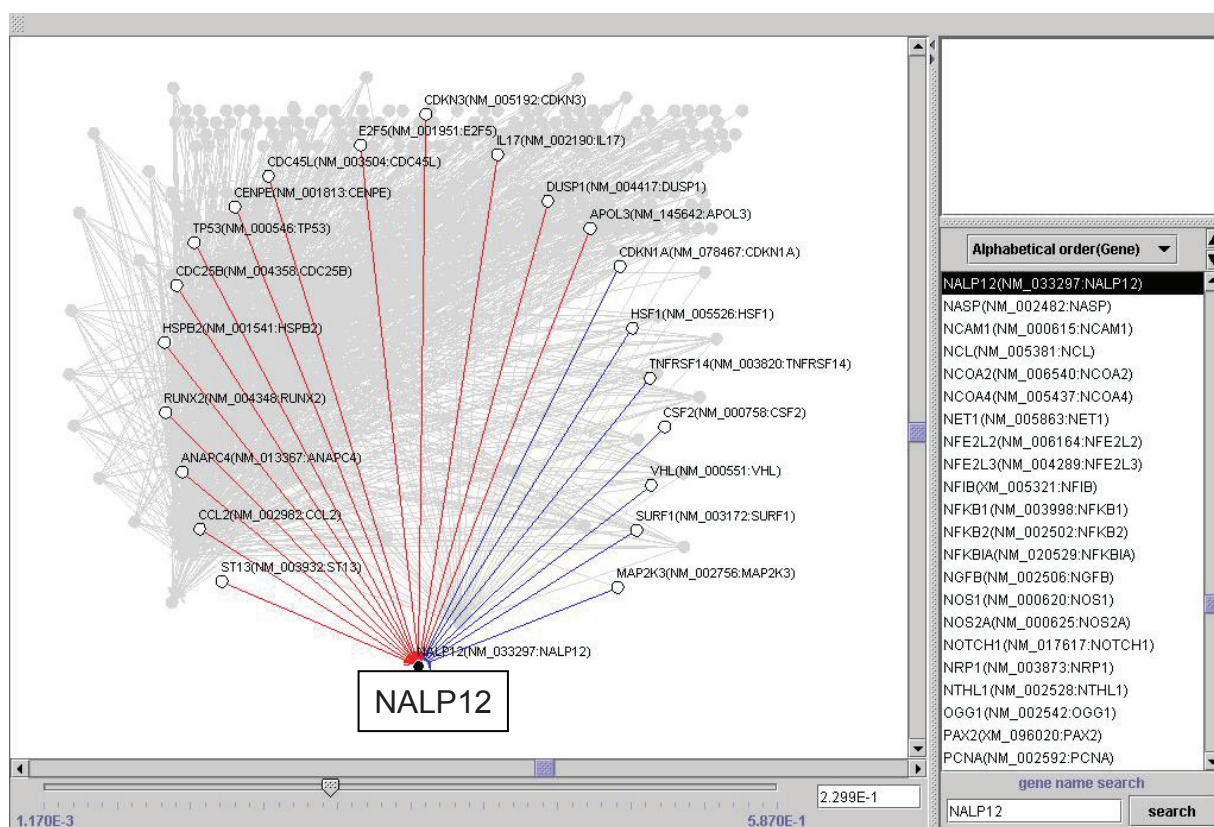 CDKN3(NM_005192:CDKN3)
E2F5(NM_001951:E2F5)
IL17(NM_002190:IL17)
CDC45L(NM_003504:CDC45L)
CENPE(NM_001813:CENPE)
DUSP1(NM_004417:DUSP1)
APOL3(NM_145642:APOL3)
TP53(NM_000546:TP53)
CDKN1A(NM_078467:CDKN1A)
CDC25B(NM_004358:CDC25B)
HSF1(NM_005526:HSF1)
HSPB2(NM_001541:HSPB2)
TNFRSF14(NM_003820:TNFRSF14)
RUNX2(NM_004348:RUNX2)
CSF2(NM_000758:CSF2)
ANAPC4(NM_013367:ANAPC4)
VHL(NM_000551:VHL)
CCL2(NM_002982:CCL2)
SURF1(NM_003172:SURF1)
ST13(NM_003932:ST13)
MAP2K3(NM_002756:MAP2K3)
NALP12(NM_033297:NALP12)
NALP12
2.299E-1
1.170E-3
5.870E-1
Alphabetical order(Gene)
NALP12(NM_033297:NALP12)
NASP(NM_002482:NASP)
NCAM1(NM_000615:NCAM1)
NCL(NM_005381:NCL)
NCOA2(NM_006540:NCOA2)
NCOA4(NM_005437:NCOA4)
NET1(NM_005863:NET1)
NFE2L2(NM_006164:NFE2L2)
NFE2L3(NM_004289:NFE2L3)
NFIB(XM_005321:NFIB)
NFKB1(NM_003998:NFKB1)
NFKB2(NM_002502:NFKB2)
NFKBIA(NM_020529:NFKBIA)
NGFB(NM_002506:NGFB)
NOS1(NM_000620:NOS1)
NOS2A(NM_000625:NOS2A)
NOTCH1(NM_017617:NOTCH1)
NRP1(NM_003873:NRP1)
NTHL1(NM_002528:NTHL1)
OGG1(NM_002542:OGG1)
PAX2(XM_096020:PAX2)
PCNA(NM_002592:PCNA)
gene name search
NALP12
search